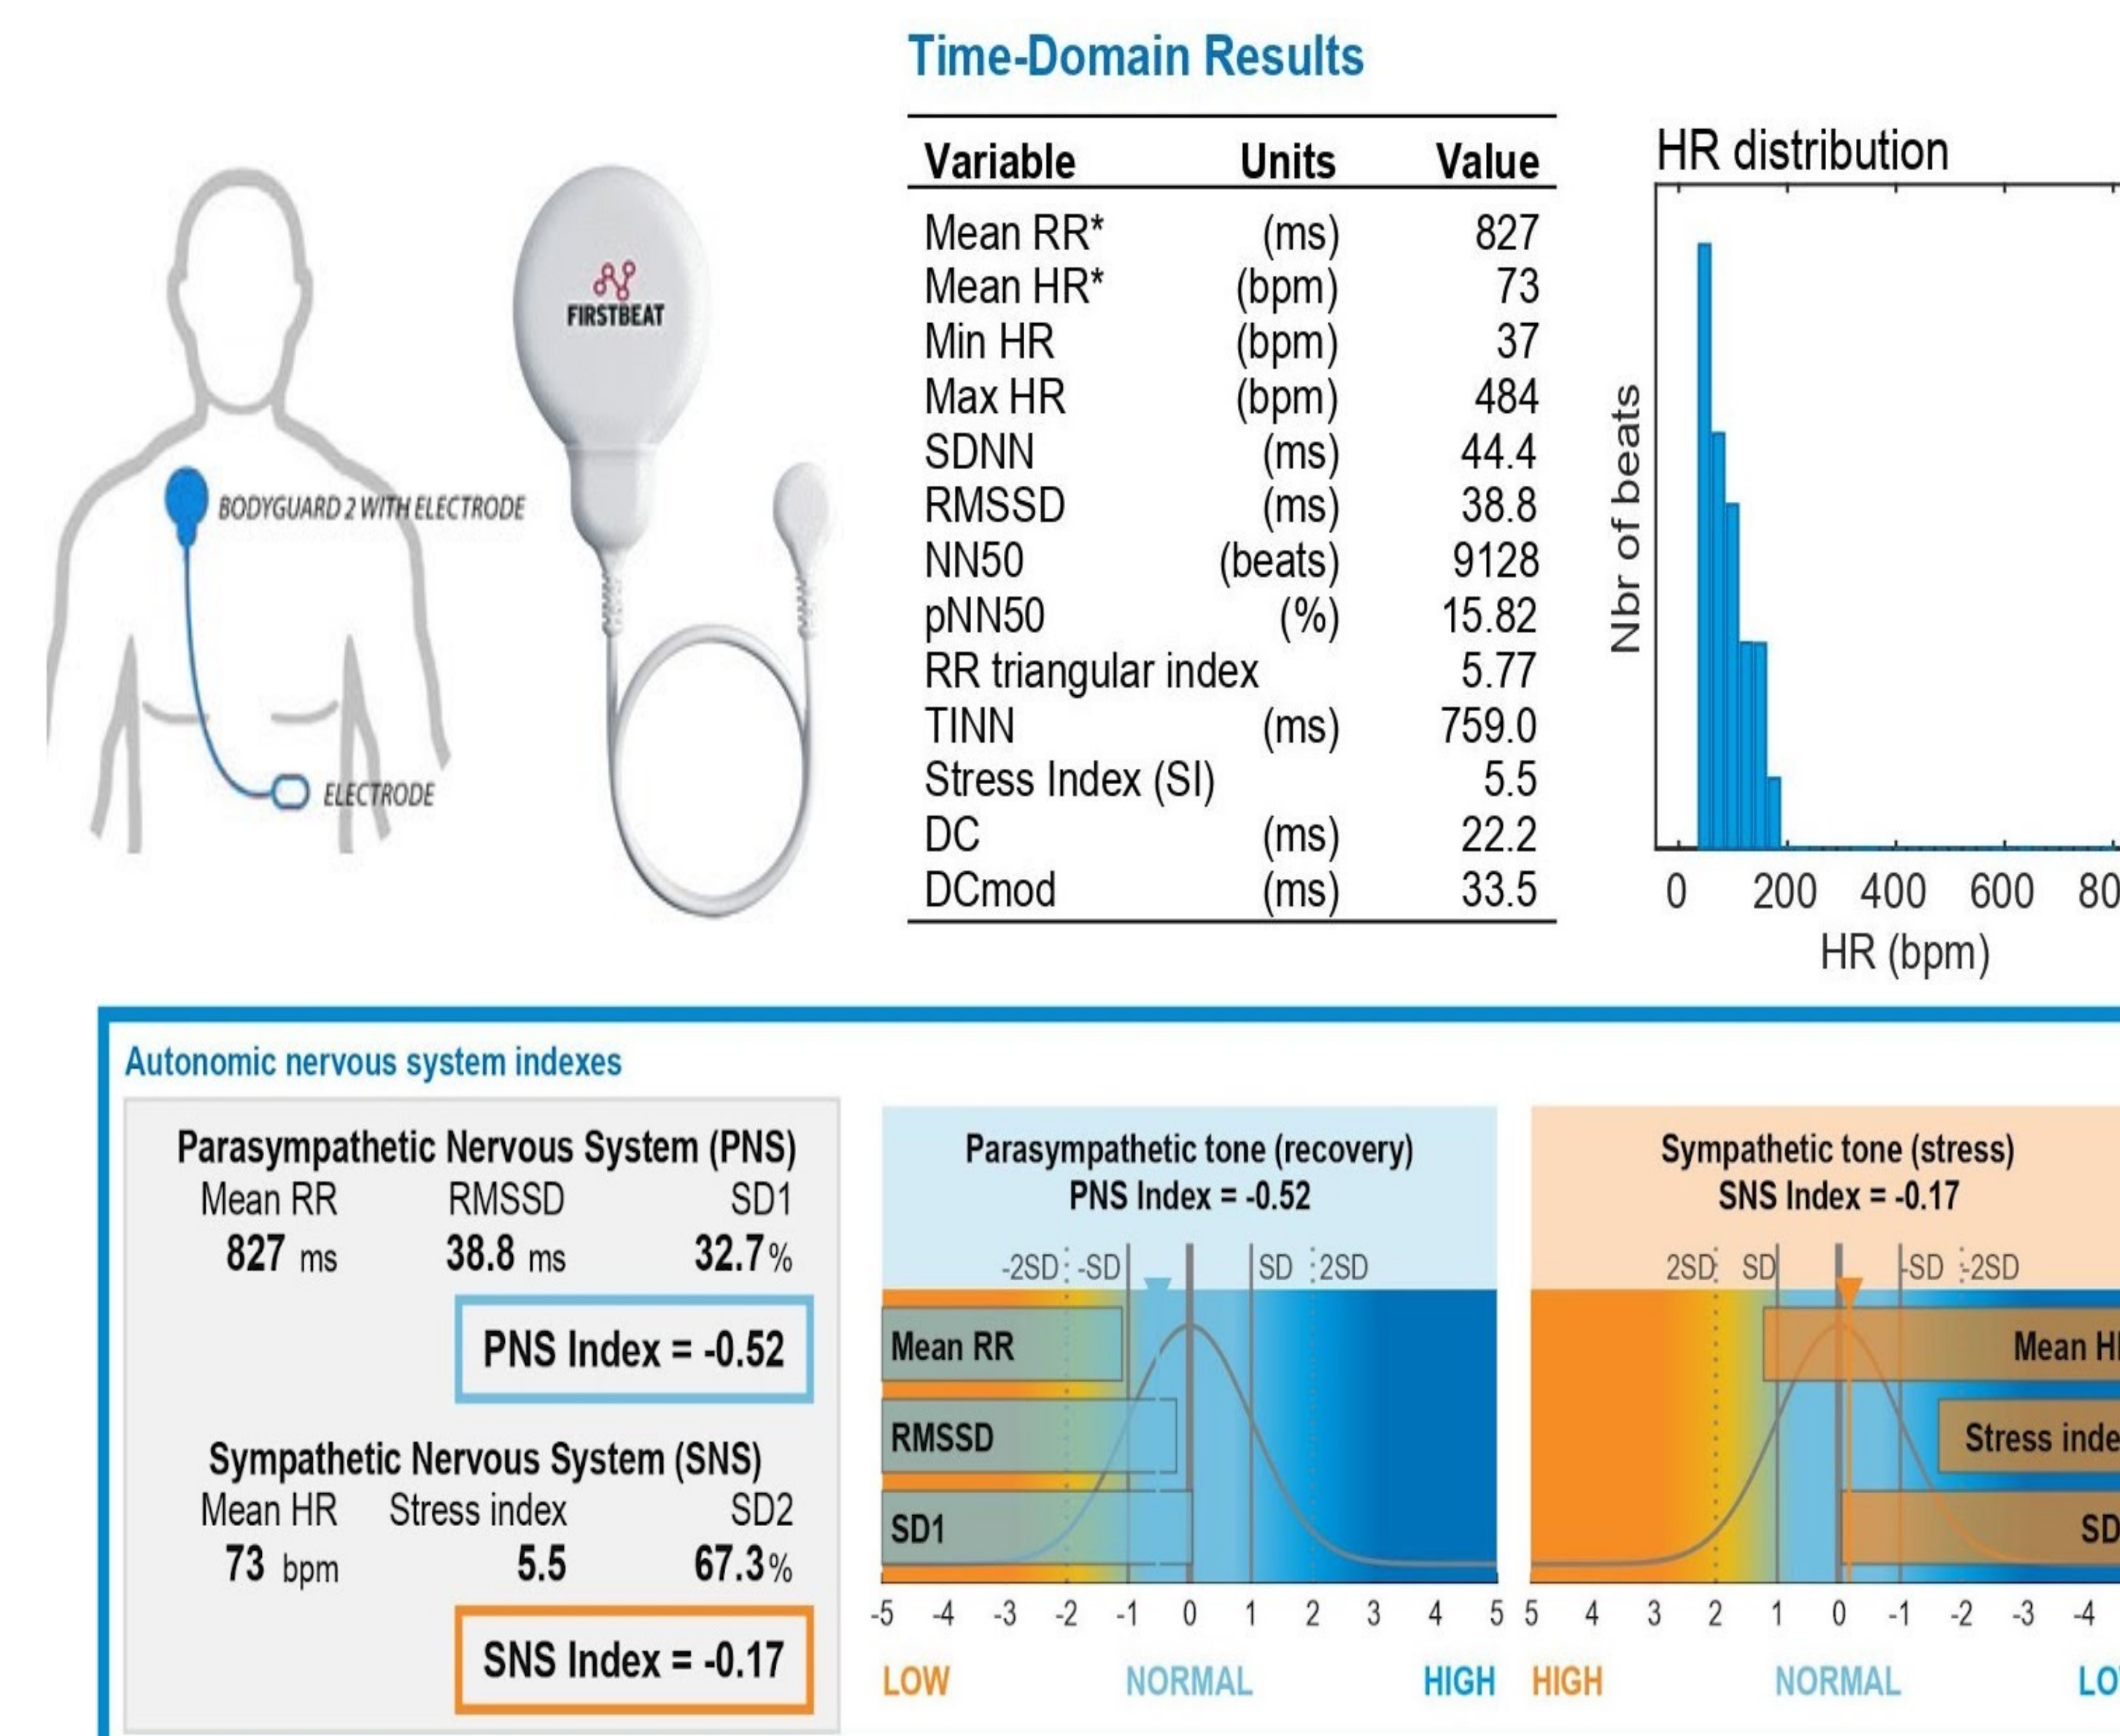 FIRSTBEAT
BODYGUARD 2 WITH ELECTRODE
ELECTRODE
Time-Domain Results
Variable Units Value
Mean RR* (ms) 827
Mean HR* (bpm) 73
Min HR (bpm) 37
Max HR (bpm) 484
SDNN (ms) 44.4
RMSSD (ms) 38.8
NN50 (beats) 9128
pNN50 (%) 15.82
RR triangular index 5.77
TINN (ms) 759.0
Stress Index (SI) 5.5
DC (ms) 22.2
DCmod (ms) 33.5
HR distribution
Nbr of beats
0 200 400 600 80
HR (bpm)
Autonomic nervous system indexes
Parasympathetic Nervous System (PNS)
Mean RR RMSSD SD1
827 ms 38.8 ms 32.7%
PNS Index = -0.52
Sympathetic Nervous System (SNS)
Mean HR Stress index SD2
73 bpm 5.5 67.3%
SNS Index = -0.17
Parasympathetic tone (recovery)
PNS Index = -0.52
-2SD -SD SD 2SD
Mean RR
RMSSD
SD1
-5 -4 -3 -2 -1 0 1 2 3 4 5
LOW NORMAL HIGH
Sympathetic tone (stress)
SNS Index = -0.17
2SD SD -SD -2SD
Mean H
Stress inde
SD
5 4 3 2 1 0 -1 -2 -3 -4
HIGH NORMAL LO